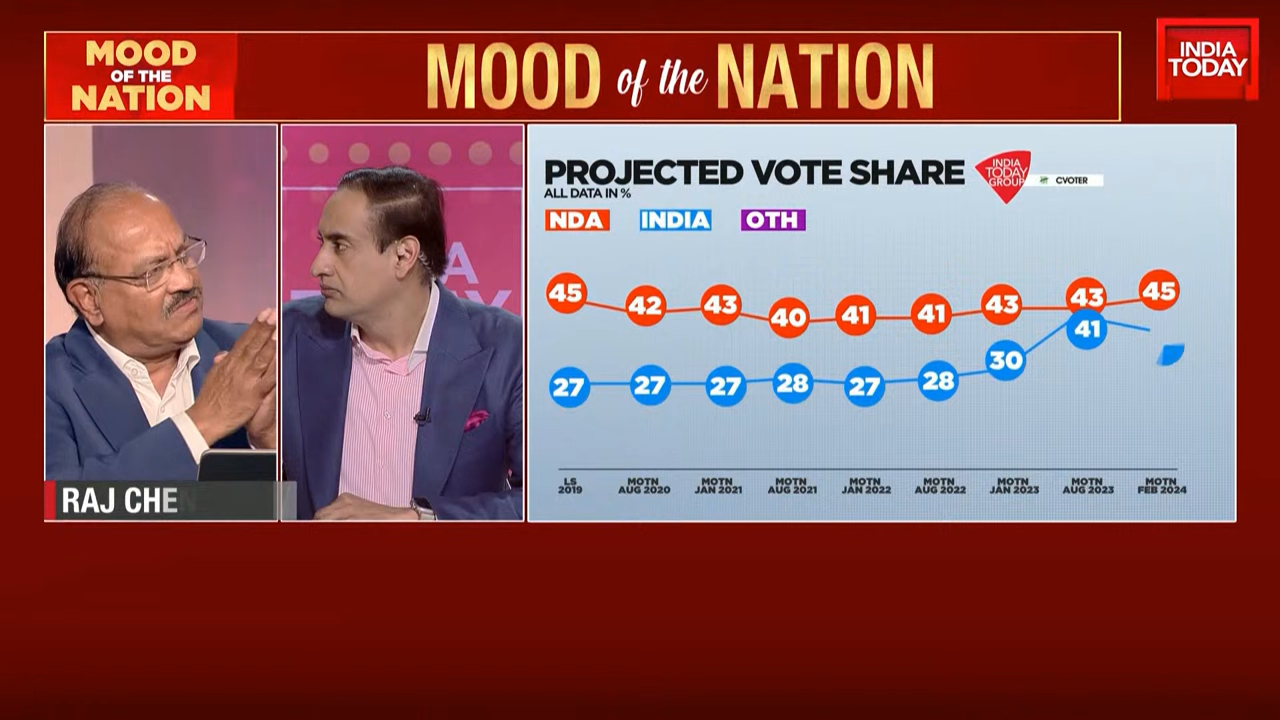 MOOD
OF THE
NATION
MOOD of the NATION
INDIA
TODAY
PROJECTED VOTE SHARE
INDIA
TODAY
GROUP
CVOTER
ALL DATA IN %
NDA INDIA OTH
45 42 43 40 41 41 43 43 45
27 27 27 28 27 28 30 41
LS
2019
MOTN
AUG 2020
MOTN
JAN 2021
MOTN
AUG 2021
MOTN
JAN 2022
MOTN
AUG 2022
MOTN
JAN 2023
MOTN
AUG 2023
MOTN
FEB 2024
RAJ CHE